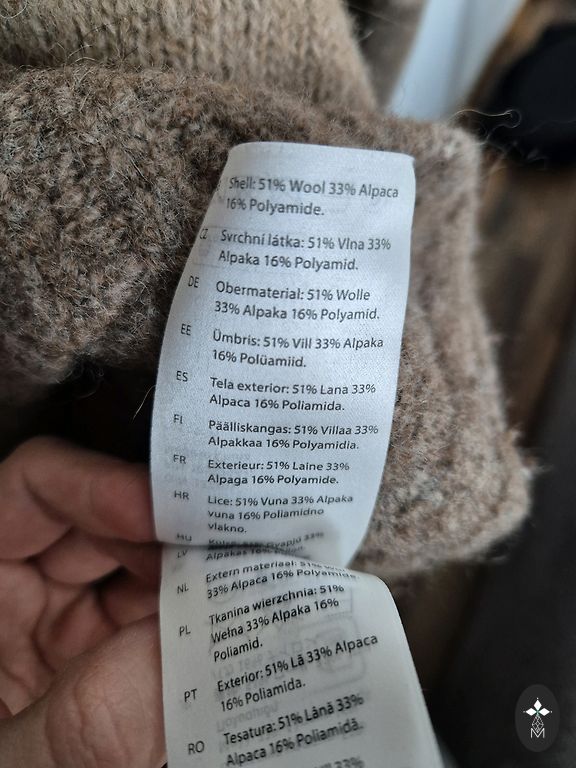 Shell: 51% Wool 33% Alpaca
16% Polyamide.
CZ Svrchní látka: 51% Vlna 33%
Alpaka 16% Polyamid.
DE Obermaterial: 51% Wolle
33% Alpaka 16% Polyamid.
EE Ümbris: 51% Vill 33% Alpaka
16% Polüamiid.
ES Tela exterior: 51% Lana 33%
Alpaca 16% Poliamida.
FI Päälliskangas: 51% Villaa 33%
Alpakkaa 16% Polyamidia.
FR Exterieur: 51% Laine 33%
Alpaga 16% Polyamide.
HR Lice: 51% Vuna 33% Alpaka
vuna 16% Poliamidno
vlakno.
HU
LV
NL Extern materiaal: 51%
33% Alpaca 16% Polyamide.
PL Tkanina wierzchnia: 51%
Wełna 33% Alpaka 16%
Poliamid.
PT Exterior: 51% Lã 33% Alpaca
16% Poliamida.
RO Tesatura: 51% Lână 33%
Alpaca 16% Poliamidă.
33%